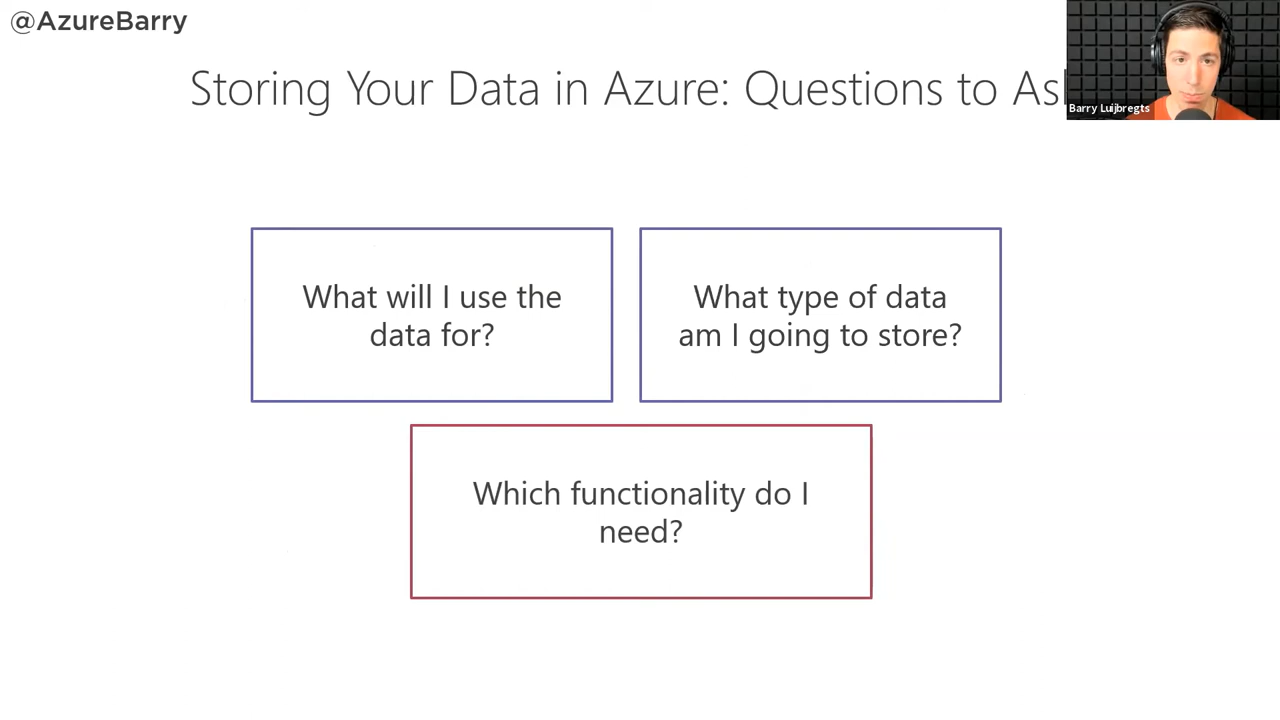 @AzureBarry
Storing Your Data in Azure: Questions to As
Barry Luijbregts
What will I use the
data for?
What type of data
am I going to store?
Which functionality do I
need?